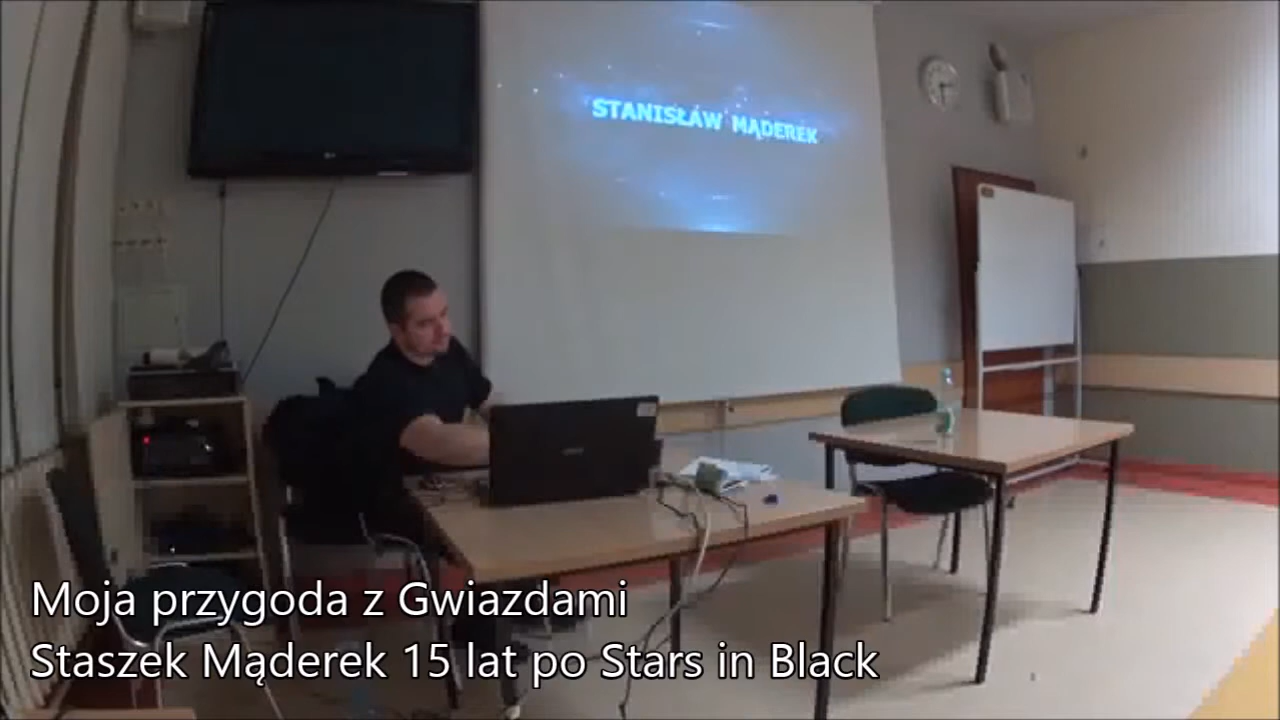 STANISŁAW MĄDEREK
Moja przygoda z Gwiazdami
Staszek Mąderek 15 lat po Stars in Black